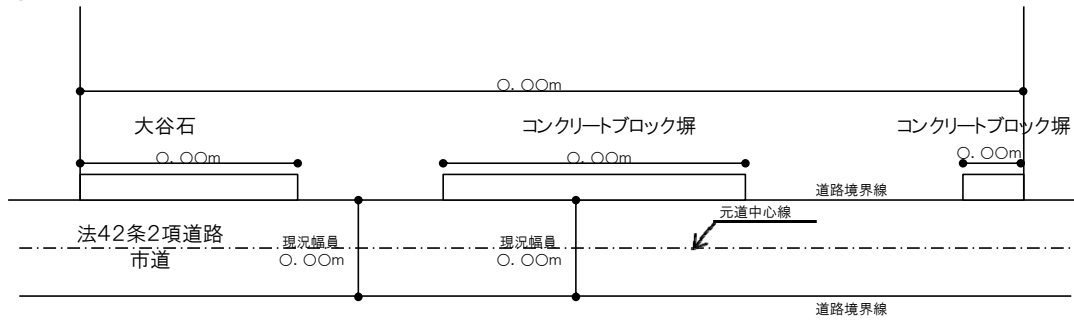 〇. 〇〇m
大谷石
コンクリートブロック塀
コンクリートブロック塀
〇. 〇〇m
〇. 〇〇m
〇. 〇〇m
道路境界線
元道中心線
法42条2項道路
市道
現況幅員
〇. 〇〇m
現況幅員
〇. 〇〇m
道路境界線